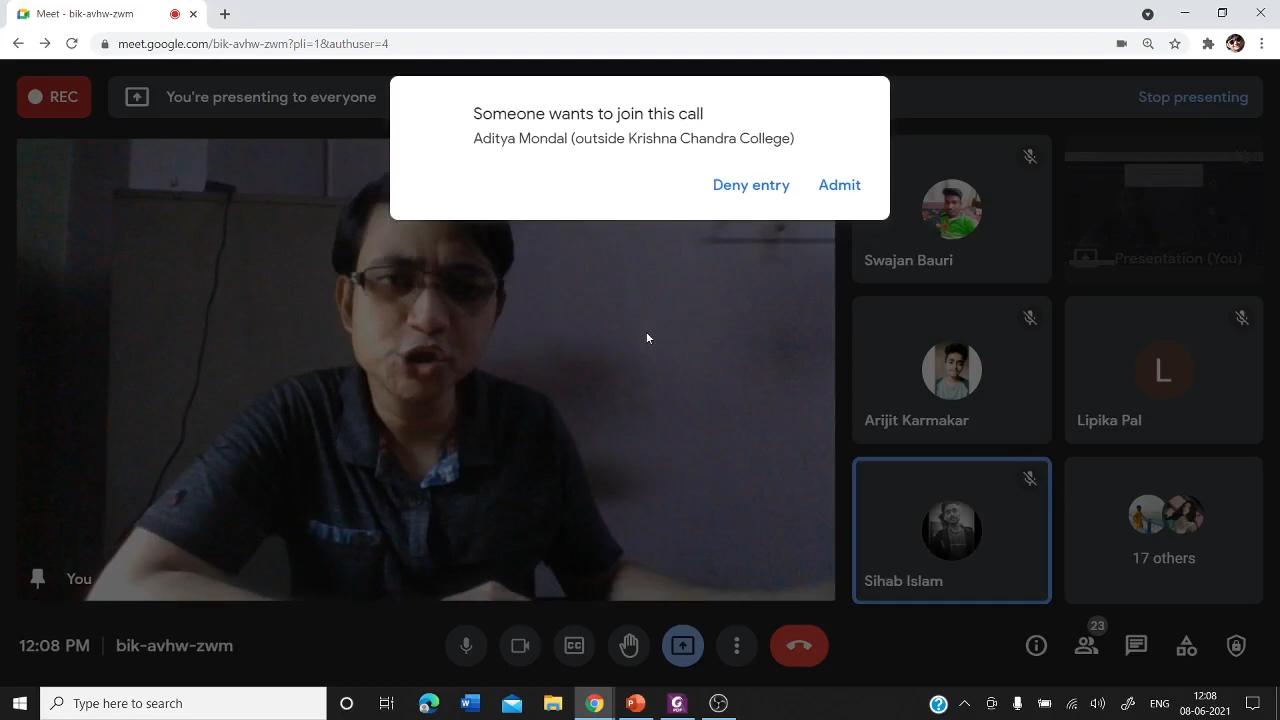 Meet - bik-avhw-zwm
meet.google.com/bik-avhw-zwm?pli=1&authuser=4
REC
You're presenting to everyone
Stop presenting
Someone wants to join this call
Aditya Mondal (outside Krishna Chandra College)
Deny entry
Admit
Swajan Bauri
Presentation (You)
Arijit Karmakar
L
Lipika Pal
You
Sihab Islam
17 others
12:08 PM
bik-avhw-zwm
CC
23
Type here to search
W
P
G
PDF
ENG
12:08
08-06-2021